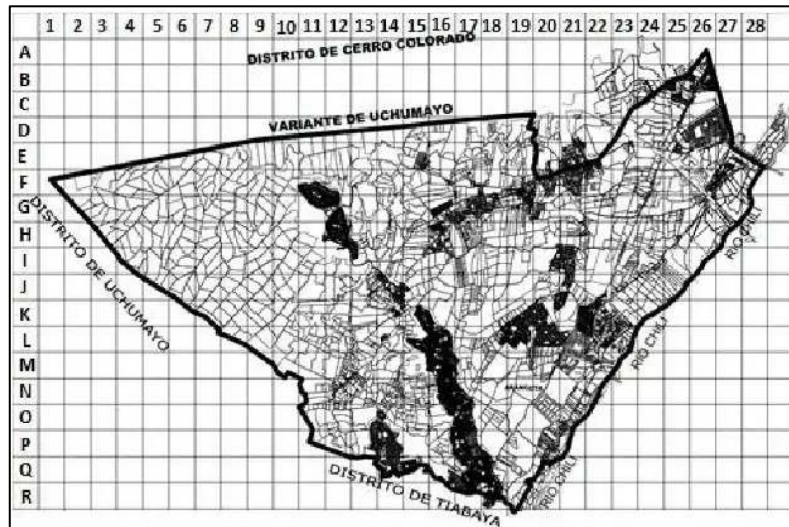 1 2 3 4 5 6 7 8 9 10 11 12 13 14 15 16 17 18 19 20 21 22 23 24 25 26 27 28
A
DISTRITO DE CERRO COLORADO
B
C
VARIANTE DE UCHUMAYO
D
E
F
G
DISTRITO DE UCHUMAYO
RIO CHILI
H
I
J
K
L
RIO CHILI
M
N
O
P
Q
DISTRITO DE TIABAYA
RIO CHILI
R